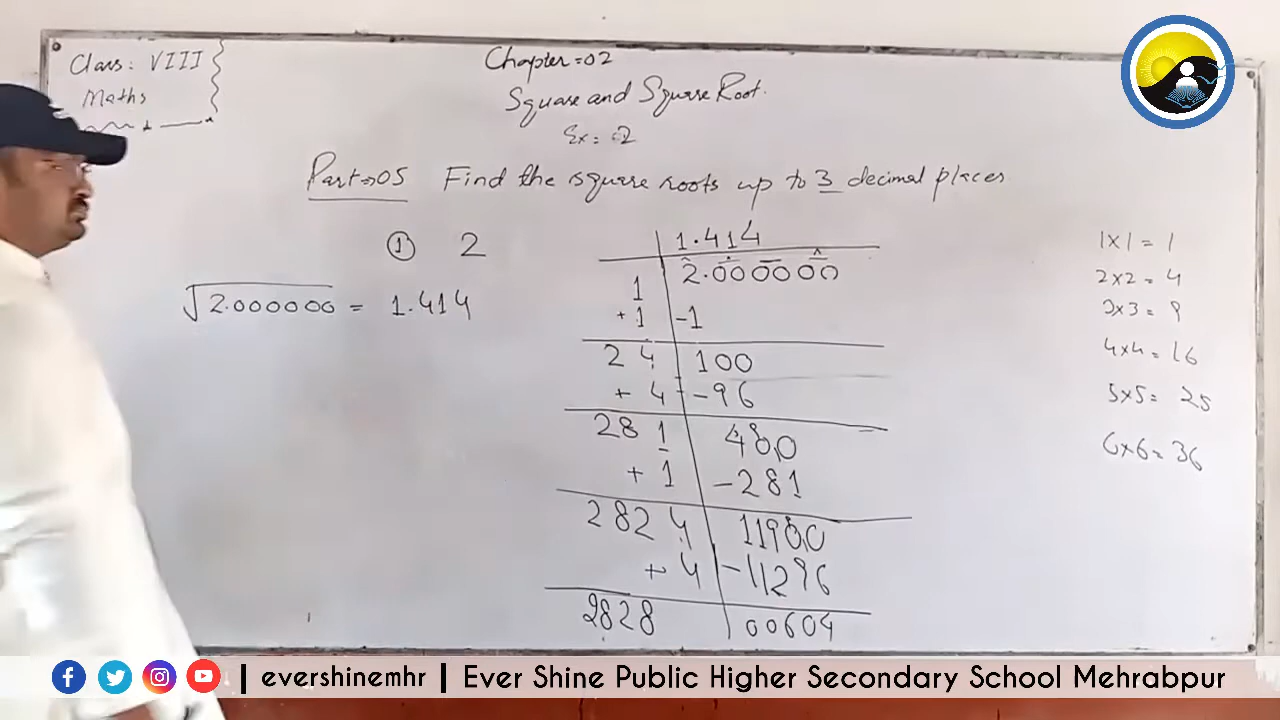 Class: VIII
Maths
Chapter=02
Square and Square Root.
Ex= :2
Part=05 Find the square roots up to 3 decimal places
① 2
√2.000000 = 1.414
1.414
1 2.000000
+1 -1
24 100
+4 -96
281 400
+1 -281
2824 11900
+4 -11296
2828 00604
1x1=1
2x2=4
3x3=9
4x4=16
5x5=25
6x6=36
| evershinemhr | Ever Shine Public Higher Secondary School Mehrabpur